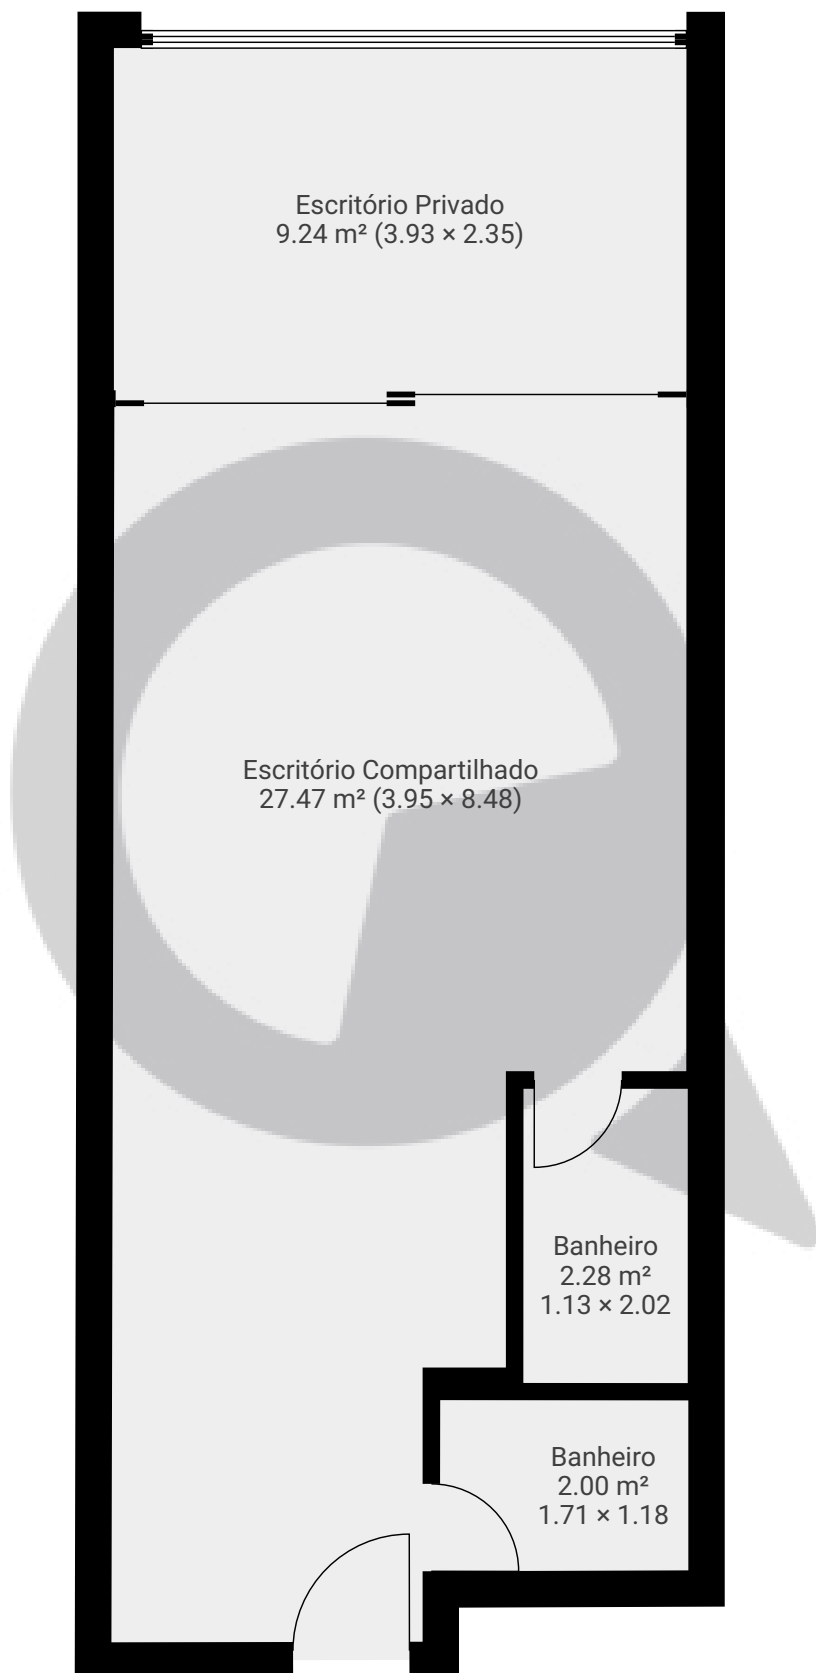 Escritório Privado
9.24 m² (3.93 × 2.35)
Escritório Compartilhado
27.47 m² (3.95 × 8.48)
Banheiro
2.28 m²
1.13 × 2.02
Banheiro
2.00 m²
1.71 × 1.18